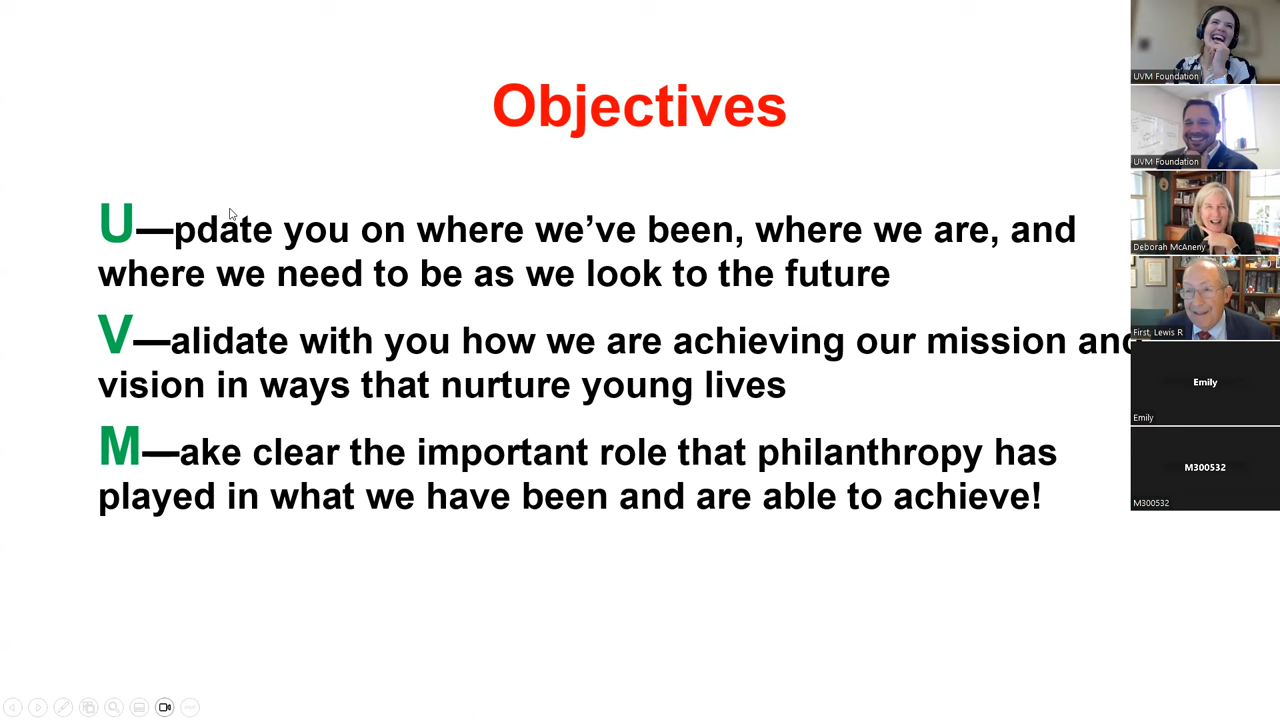 Objectives
U—pdate you on where we’ve been, where we are, and
where we need to be as we look to the future
V—alidate with you how we are achieving our mission and
vision in ways that nurture young lives
M—ake clear the important role that philanthropy has
played in what we have been and are able to achieve!
UVM Foundation
UVM Foundation
Deborah McAneny
First, Lewis R
Emily
Emily
M300532
M300532